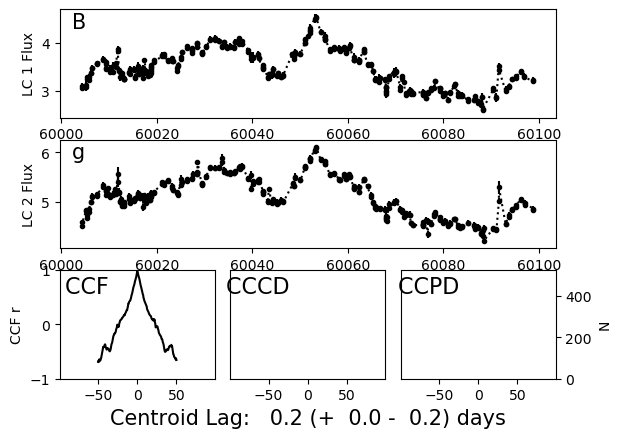 B
LC 1 Flux
4
3
60000 60020 60040 60060 60080 60100
g
LC 2 Flux
6
5
60000 60020 60040 60060 60080 60100
CCF CCCD CCPD
CCF r
1
0
−1
400
200
0
N
−50 0 50 −50 0 50 −50 0 50
Centroid Lag: 0.2 (+ 0.0 - 0.2) days